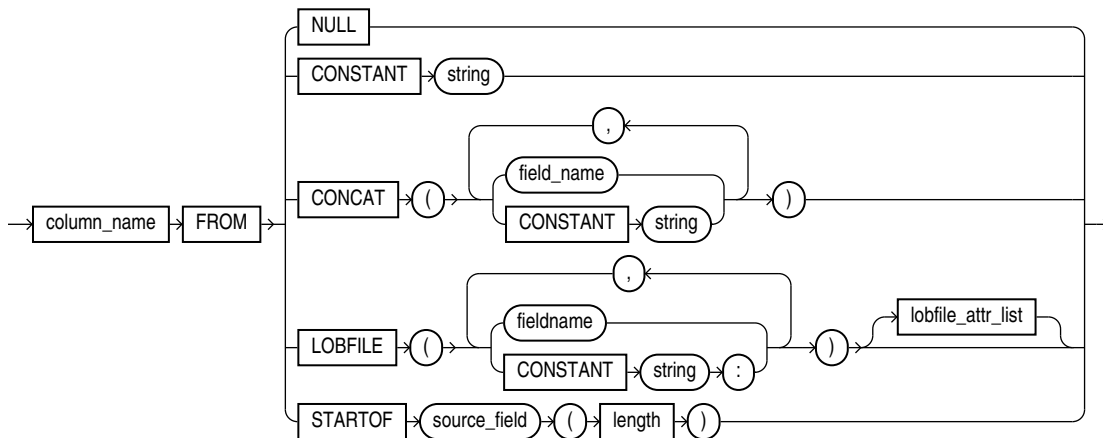 NULL
CONSTANT string
,
field_name
CONCAT ( CONSTANT string )
column_name FROM
,
fieldname
lobfile_attr_list
LOBFILE ( CONSTANT string : )
STARTOF source_field ( length )